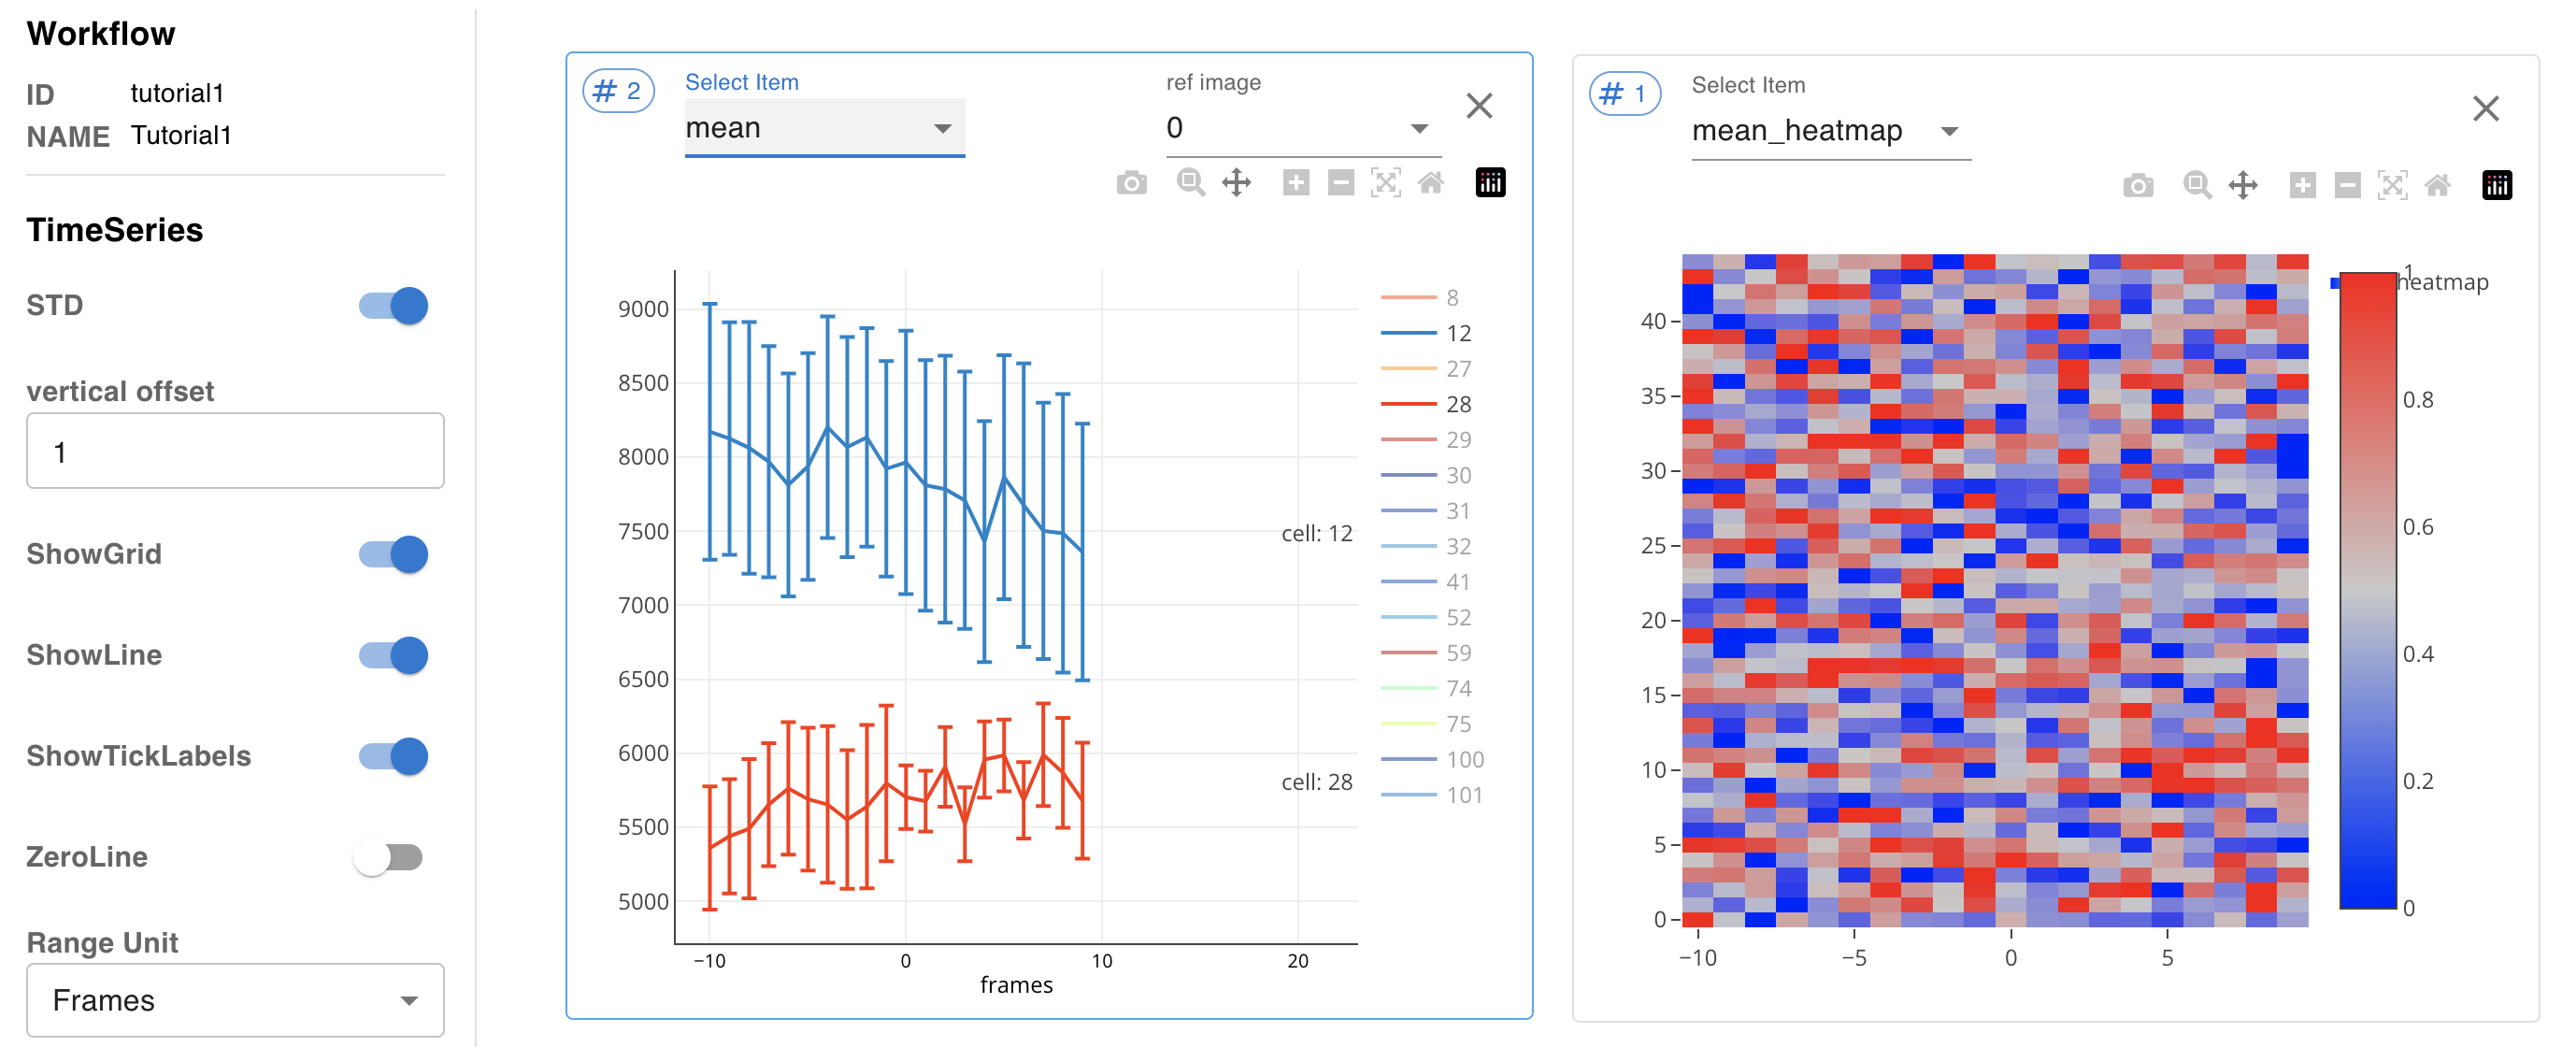 Workflow
ID tutorial1
NAME Tutorial1
TimeSeries
STD
vertical offset
1
ShowGrid
ShowLine
ShowTickLabels
ZeroLine
Range Unit
Frames
# 2
Select Item
mean
ref image
0
9000
8500
8000
7500
7000
6500
6000
5500
5000
−10 0 10 20
frames
cell: 12
cell: 28
8
12
27
28
29
30
31
32
41
52
59
74
75
100
101
# 1
Select Item
mean_heatmap
40
35
30
25
20
15
10
5
0
−10 −5 0 5
heatmap
1
0.8
0.6
0.4
0.2
0